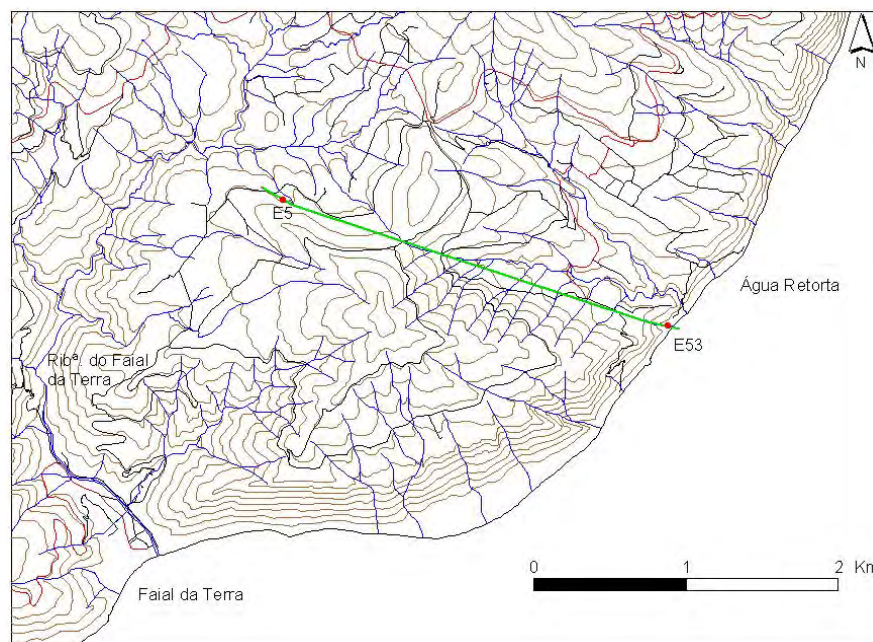 N
E5
Água Retorta
E53
Ribª. do Faial
da Terra
0 1 2 Km
Faial da Terra